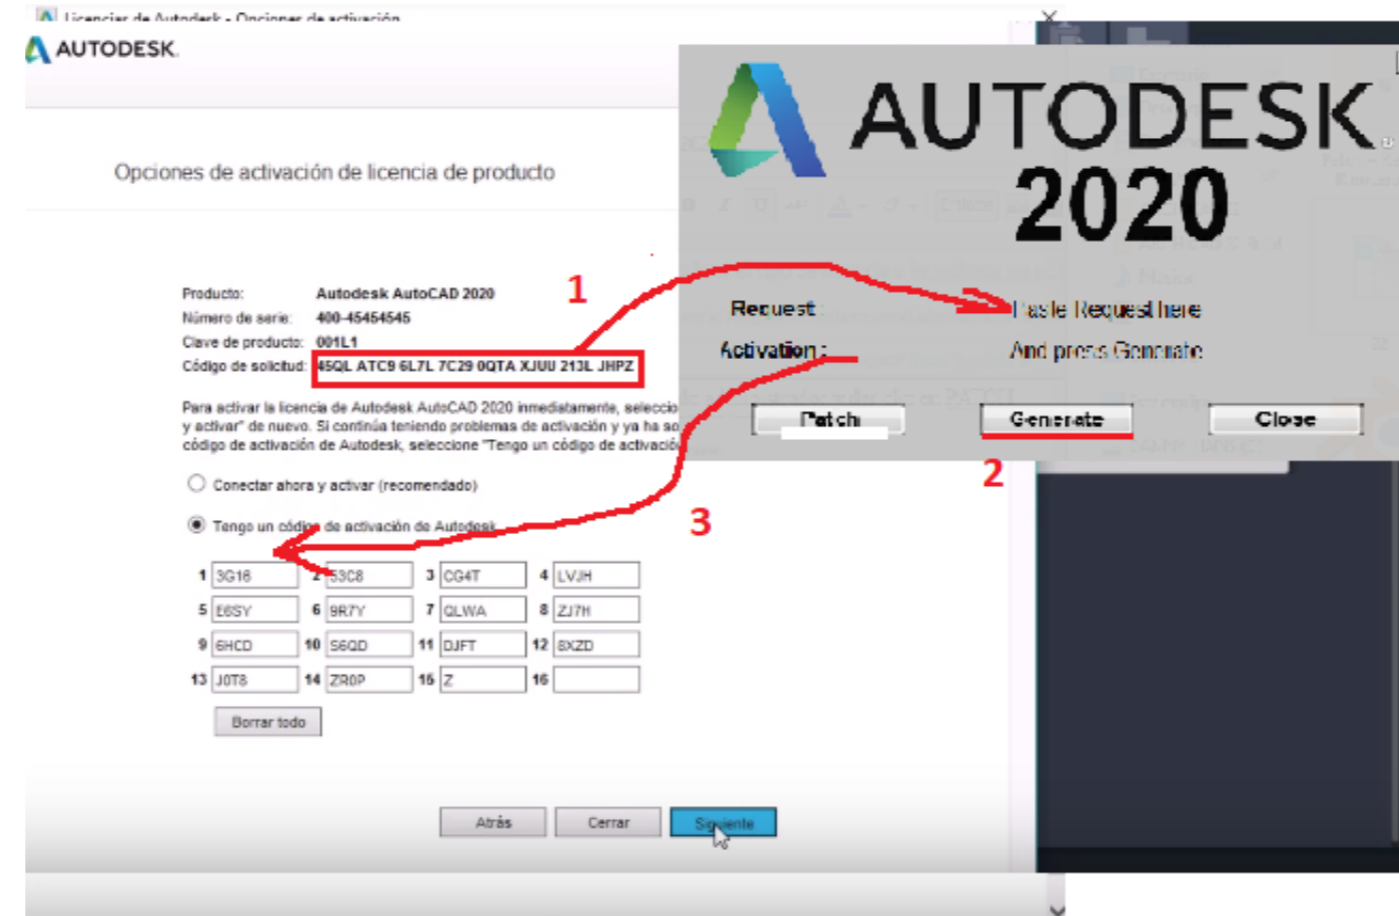 Licencias de Autodesk - Opciones de activación
AUTODESK.
Opciones de activación de licencia de producto
Producto: Autodesk AutoCAD 2020
Número de serie: 400-45454545
Clave de producto: 001L1
Código de solicitud: 45QL ATC9 6L7L 7C29 0QTA XJUU 213L JHPZ
Para activar la licencia de Autodesk AutoCAD 2020 inmediatamente, seleccio
y activar" de nuevo. Si continúa teniendo problemas de activación y ya ha so
código de activación de Autodesk, seleccione "Tengo un código de activació
Conectar ahora y activar (recomendado)
Tengo un código de activación de Autodesk
1 3G16 2 53C8 3 CG4T 4 LVJH
5 E6SY 6 9R7Y 7 QLWA 8 ZJ7H
9 6HCD 10 S6QD 11 DJFT 12 8XZD
13 J0T8 14 ZR0P 15 Z 16
Borrar todo
Atrás Cerrar Siguiente
AUTODESK
2020
Request: Paste Request here
Activation: And press Generate
Patch Generate Close
1
2
3